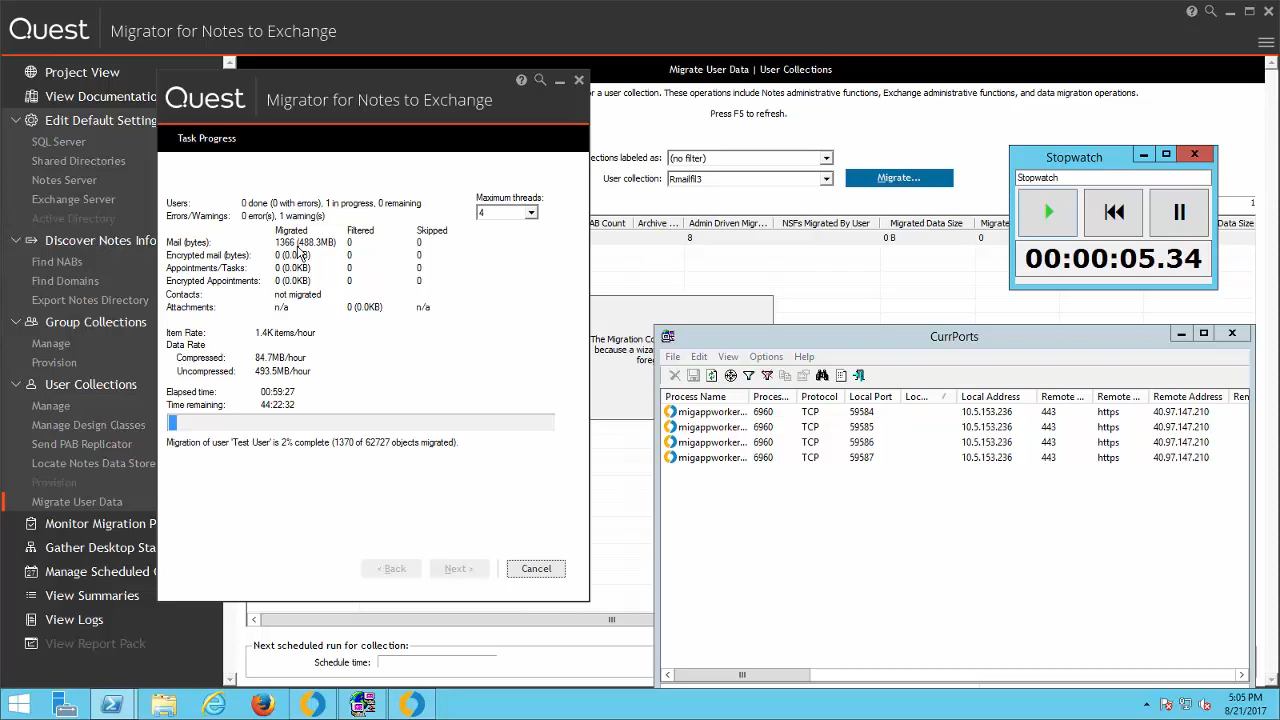 Quest Migrator for Notes to Exchange
Project View
View Documentatio
Edit Default Setting
SQL Server
Shared Directories
Notes Server
Exchange Server
Active Directory
Discover Notes Info
Find NABs
Find Domains
Export Notes Directory
Group Collections
Manage
Provision
User Collections
Manage
Manage Design Classes
Send PAB Replicator
Locate Notes Data Store
Provision
Migrate User Data
Monitor Migration P
Gather Desktop Sta
Manage Scheduled
View Summaries
View Logs
View Report Pack
Quest Migrator for Notes to Exchange
Task Progress
Users: 0 done (0 with errors), 1 in progress, 0 remaining
Errors/Warnings: 0 error(s), 1 warning(s)
Maximum threads:
4
Migrated Filtered Skipped
Mail (bytes): 1366 (488.3MB) 0 0
Encrypted mail (bytes): 0 (0.0KB) 0 0
Appointments/Tasks: 0 (0.0KB) 0 0
Encrypted Appointments: 0 (0.0KB) 0 0
Contacts: not migrated
Attachments: n/a 0 (0.0KB) n/a
Item Rate: 1.4K items/hour
Data Rate
Compressed: 84.7MB/hour
Uncompressed: 493.5MB/hour
Elapsed time: 00:59:27
Time remaining: 44:22:32
Migration of user 'Test User' is 2% complete (1370 of 62727 objects migrated).
< Back Next > Cancel
Migrate User Data | User Collections
or a user collection. These operations include Notes administrative functions, Exchange administrative functions, and data migration operations.
Press F5 to refresh.
ections labeled as: (no filter)
User collection: Rmailfil3 Migrate...
1
AB Count Archive ... Admin Driven Migr... NSFs Migrated By User Migrated Data Size Migrated Data Siz
8 0 B 0
The Migration Co
because a wiza
foreg
Next scheduled run for collection:
Schedule time:
Stopwatch
Stopwatch
00:00:05.34
CurrPorts
File Edit View Options Help
Process Name Proces... Protocol Local Port Loc... Local Address Remote ... Remote ... Remote Address Ren
migappworker... 6960 TCP 59584 10.5.153.236 443 https 40.97.147.210
migappworker... 6960 TCP 59585 10.5.153.236 443 https 40.97.147.210
migappworker... 6960 TCP 59586 10.5.153.236 443 https 40.97.147.210
migappworker... 6960 TCP 59587 10.5.153.236 443 https 40.97.147.210
5:05 PM
8/21/2017